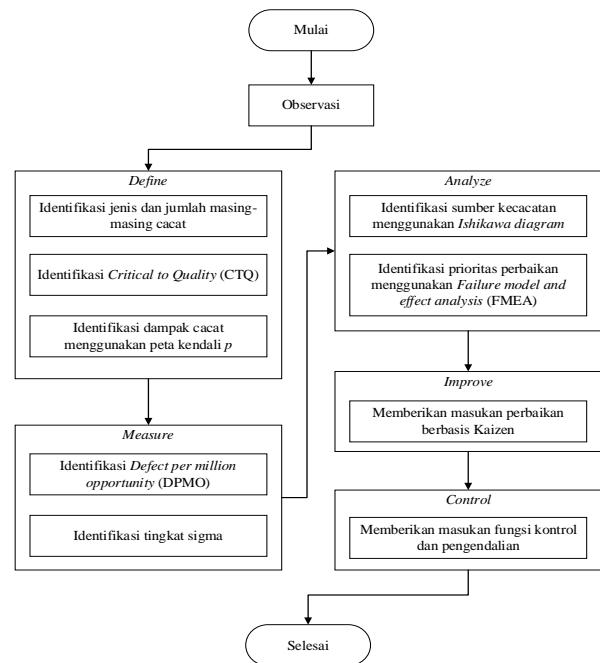 Mulai
Observasi
Define
Identifikasi jenis dan jumlah masing-
masing cacat
Identifikasi Critical to Quality (CTQ)
Identifikasi dampak cacat
menggunakan peta kendali p
Measure
Identifikasi Defect per million
opportunity (DPMO)
Identifikasi tingkat sigma
Analyze
Identifikasi sumber kecacatan
menggunakan Ishikawa diagram
Identifikasi prioritas perbaikan
menggunakan Failure model and
effect analysis (FMEA)
Improve
Memberikan masukan perbaikan
berbasis Kaizen
Control
Memberikan masukan fungsi kontrol
dan pengendalian
Selesai